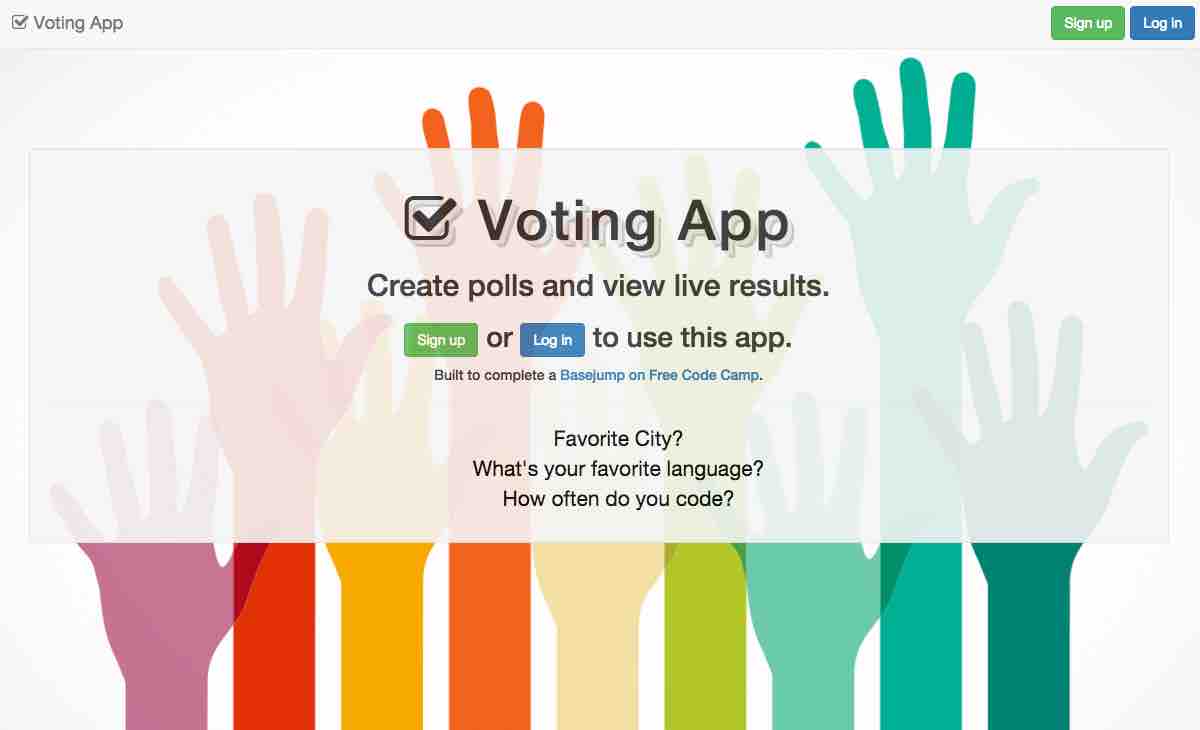 Voting App
Sign up
Log in
Voting App
Create polls and view live results.
Sign up or Log in to use this app.
Built to complete a Basejump on Free Code Camp.
Favorite City?
What's your favorite language?
How often do you code?